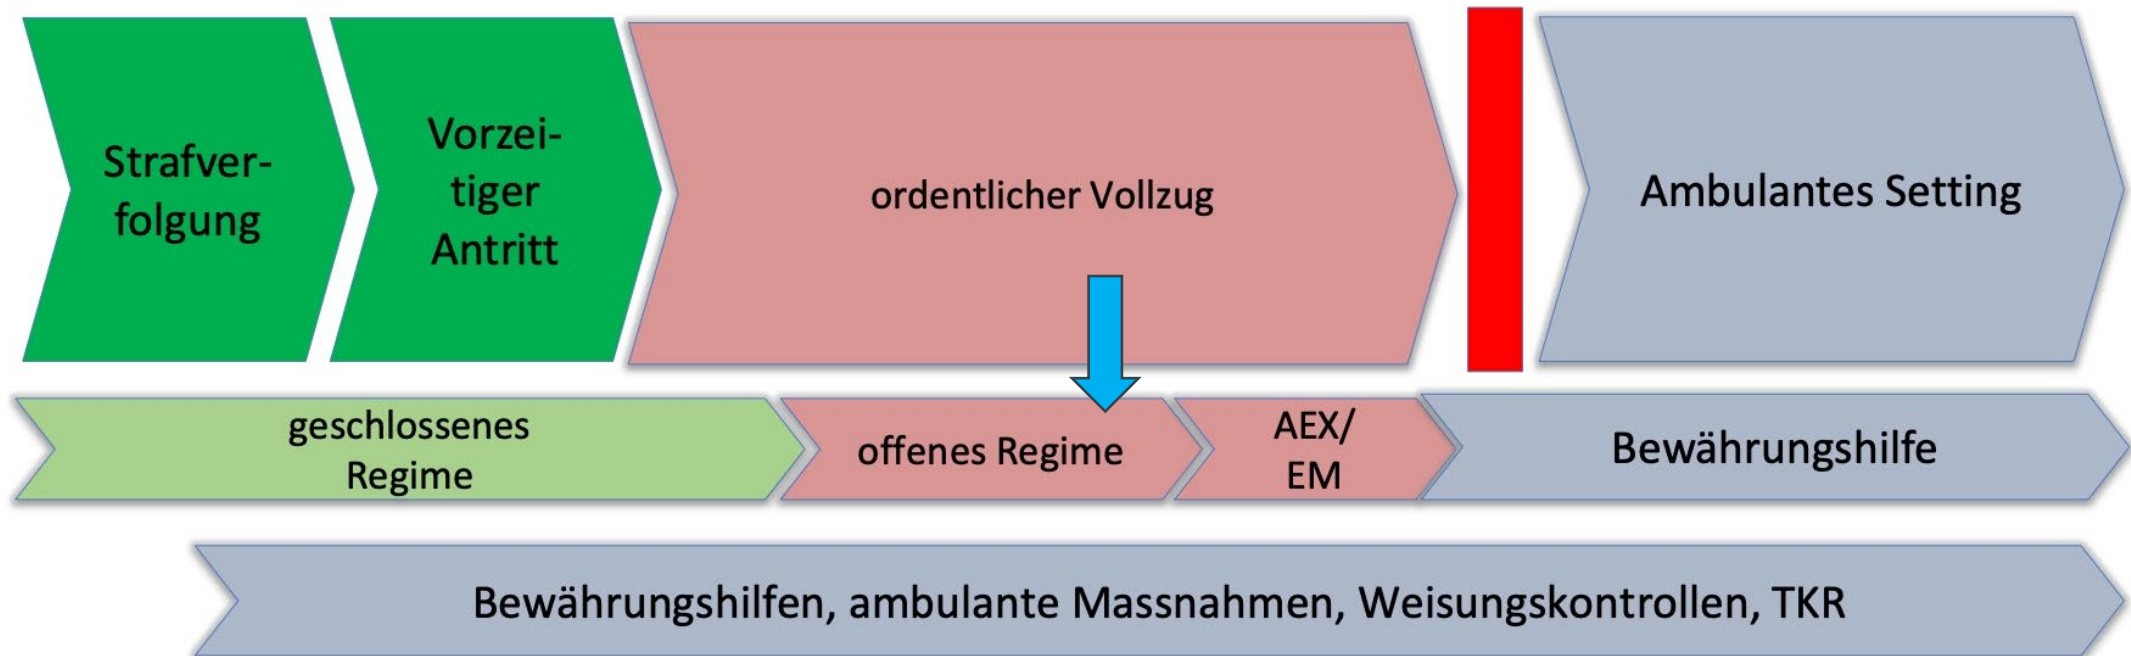 Strafver-
folgung
Vorzei-
tiger
Antritt
ordentlicher Vollzug
Ambulantes Setting
geschlossenes
Regime
offenes Regime
AEX/
EM
Bewährungshilfe
Bewährungshilfen, ambulante Massnahmen, Weisungskontrollen, TKR